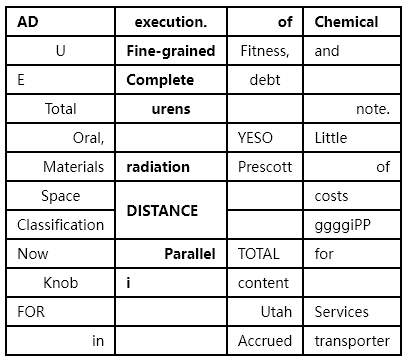 AD execution. of Chemical
U Fine-grained Fitness, and
E Complete debt
Total urens note.
Oral, YESO Little
Materials radiation Prescott of
Space DISTANCE costs
Classification ggggiPP
Now Parallel TOTAL for
Knob i content
FOR Utah Services
in Accrued transporter